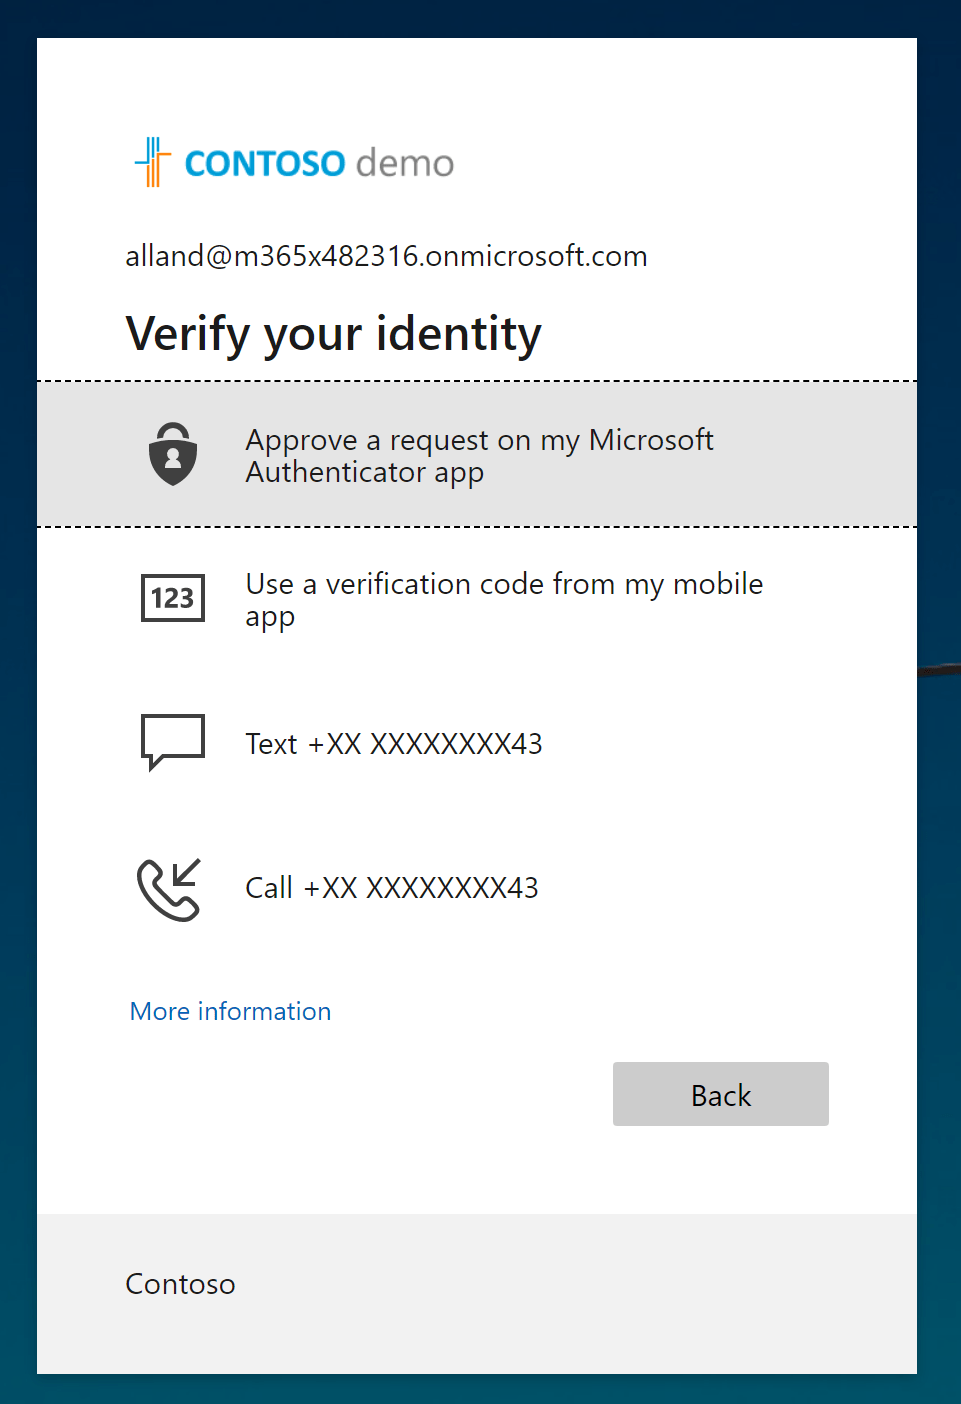 CONTOSO demo
alland@m365x482316.onmicrosoft.com
Verify your identity
Approve a request on my Microsoft
Authenticator app
123
Use a verification code from my mobile
app
Text +XX XXXXXXXX43
Call +XX XXXXXXXX43
More information
Back
Contoso